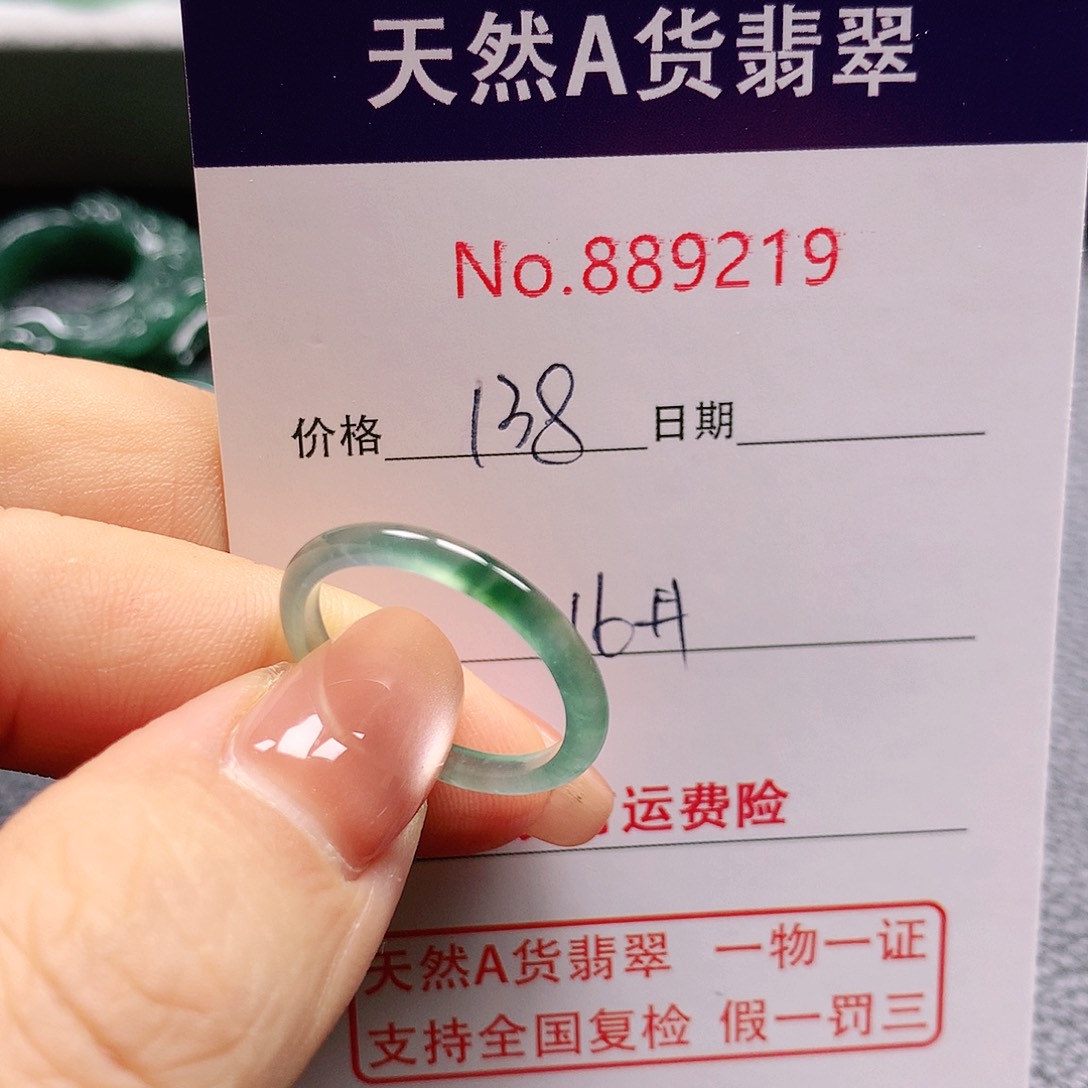 天然A货翡翠
No.889219
价格 138 日期
运费险
天然A货翡翠 一物一证
支持全国复检 假一罚三